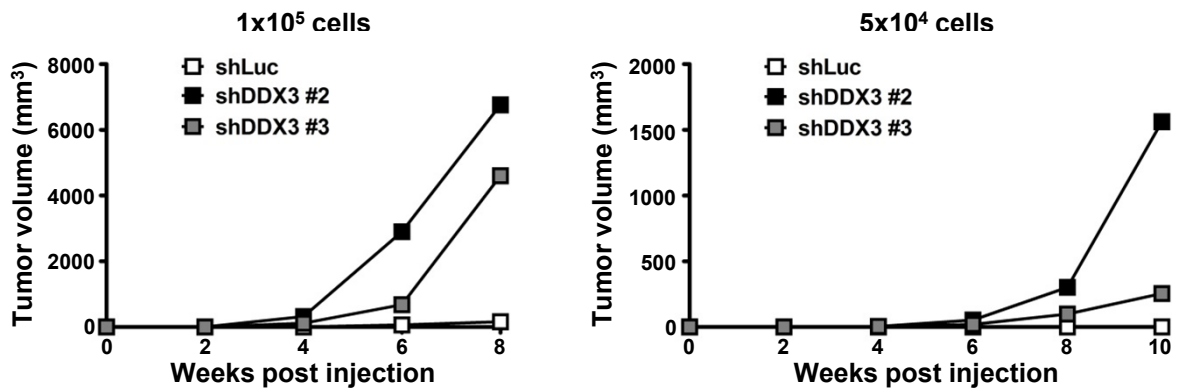 1x10⁵ cells
Tumor volume (mm³)
8000
6000
4000
2000
0
shLuc
shDDX3 #2
shDDX3 #3
0 2 4 6 8
Weeks post injection
5x10⁴ cells
Tumor volume (mm³)
2000
1500
1000
500
0
shLuc
shDDX3 #2
shDDX3 #3
0 2 4 6 8 10
Weeks post injection